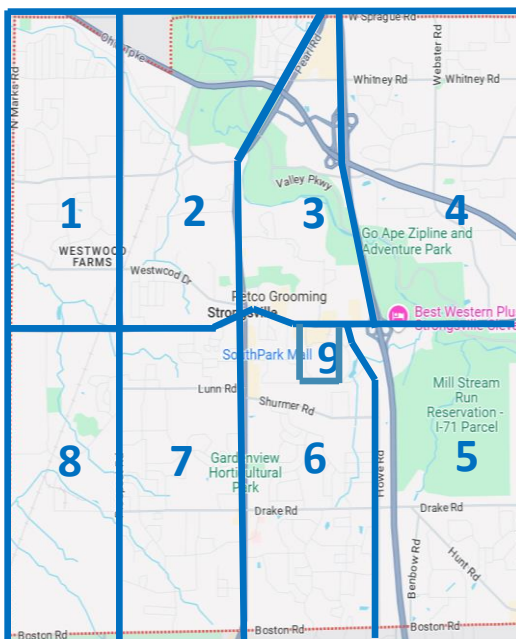 W Sprague Rd
Ohio Tpke
Pearl Rd
Webster Rd
N Marks Rd
Whitney Rd
Whitney Rd
Valley Pkwy
1
2
3
4
Go Ape Zipline and
Adventure Park
WESTWOOD
FARMS
Westwood Dr
Petco Grooming
Strongsville
Best Western Plu
Strongsville Cleve
SouthPark Mall
9
Lunn Rd
Shurmer Rd
Mill Stream
Run
Reservation -
I-71 Parcel
8
7
6
5
Gardenview
Horticultural
Park
Howe Rd
Drake Rd
Drake Rd
Benbow Rd
Hunt Rd
Boston Rd
Boston Rd
Boston Rd